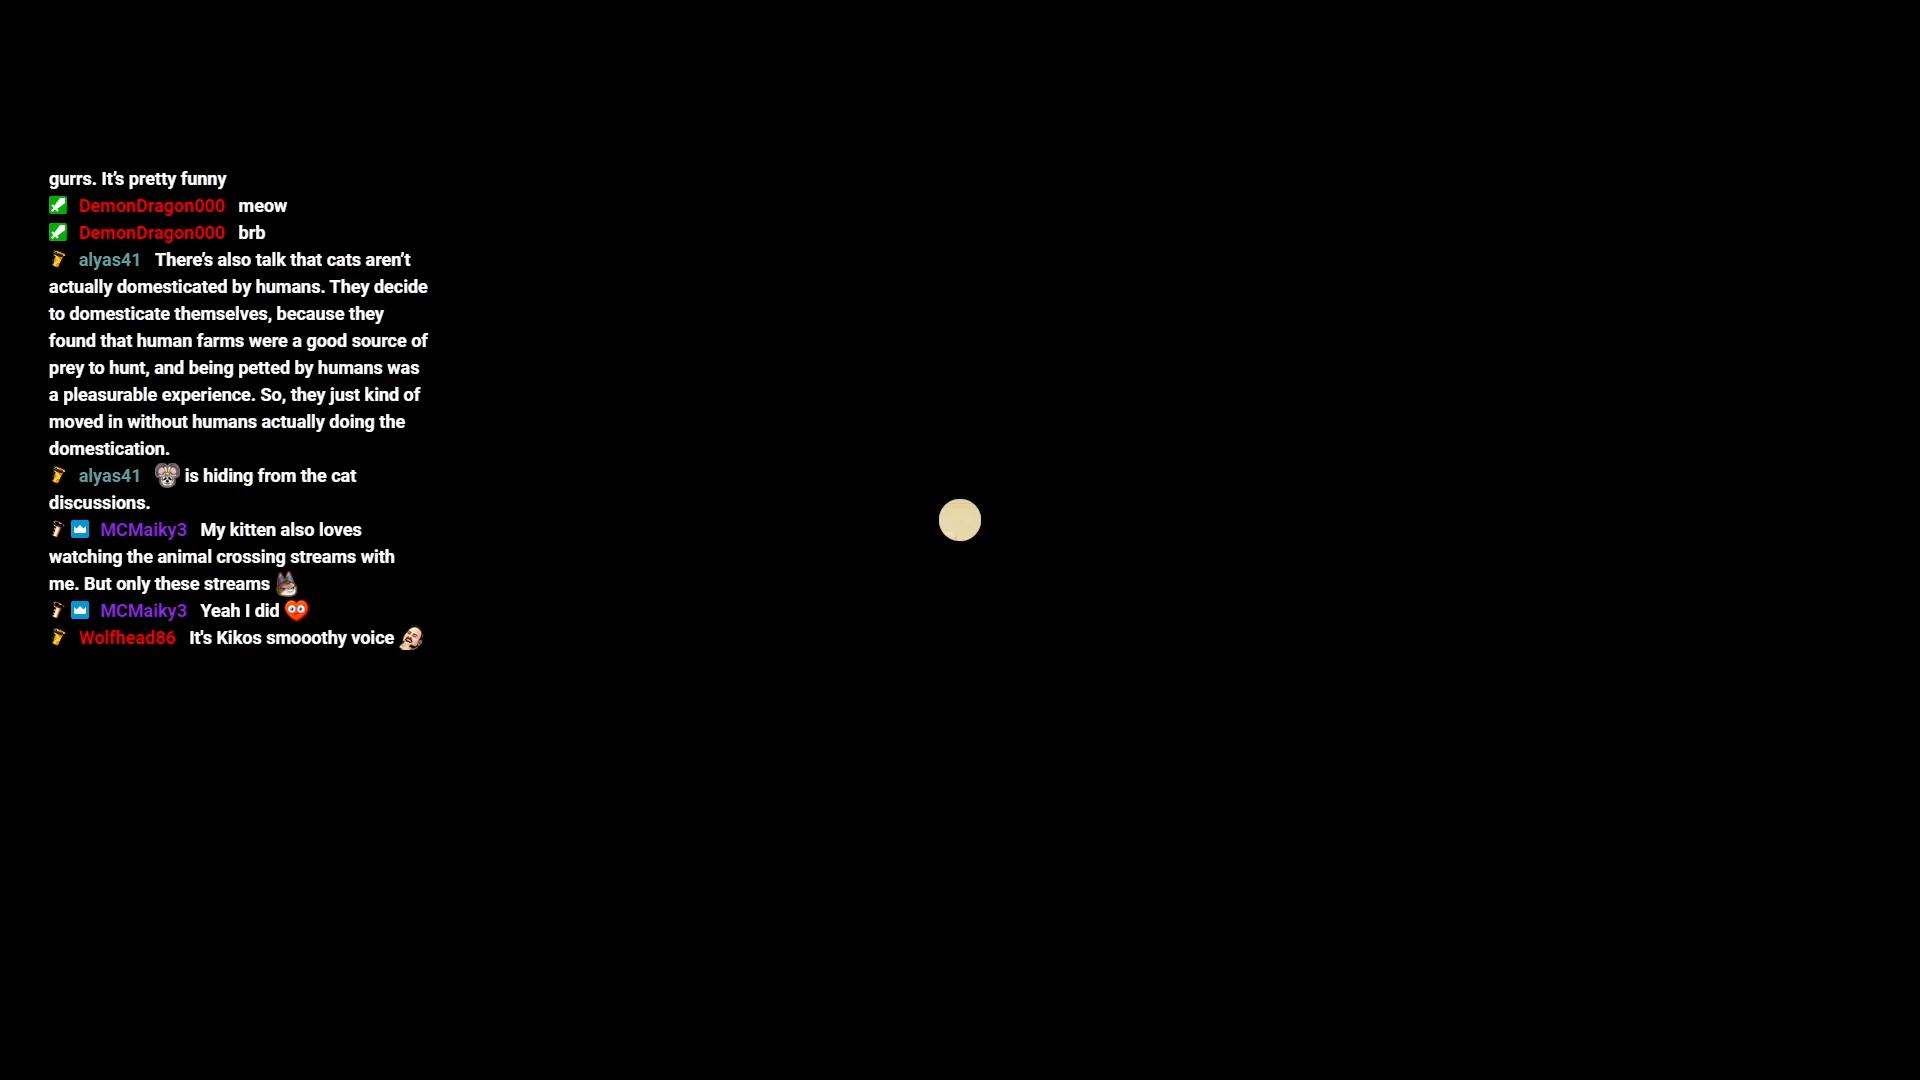 gurrs. It’s pretty funny
DemonDragon000 meow
DemonDragon000 brb
alyas41 There’s also talk that cats aren’t
actually domesticated by humans. They decide
to domesticate themselves, because they
found that human farms were a good source of
prey to hunt, and being petted by humans was
a pleasurable experience. So, they just kind of
moved in without humans actually doing the
domestication.
alyas41 is hiding from the cat
discussions.
MCMaiky3 My kitten also loves
watching the animal crossing streams with
me. But only these streams
MCMaiky3 Yeah I did
Wolfhead86 It's Kikos smooothy voice